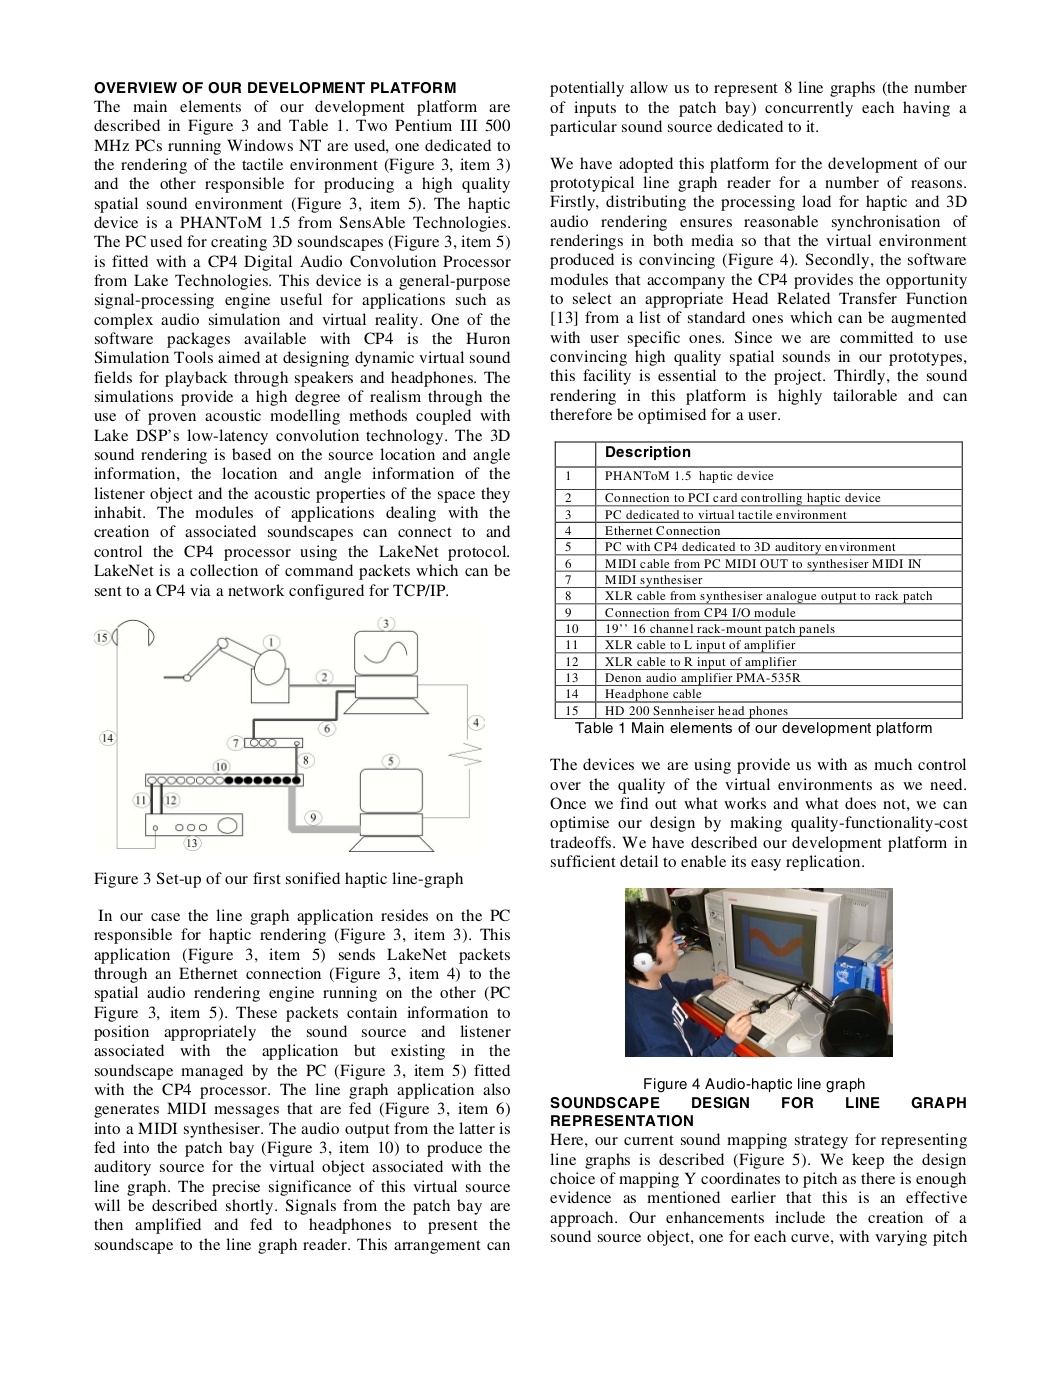 OVERVIEW OF OUR DEVELOPMENT PLATFORM
The main elements of our development platform are
described in Figure 3 and Table 1. Two Pentium III 500
MHz PCs running Windows NT are used, one dedicated to
the rendering of the tactile environment (Figure 3, item 3)
and the other responsible for producing a high quality
spatial sound environment (Figure 3, item 5). The haptic
device is a PHANToM 1.5 from SensAble Technologies.
The PC used for creating 3D soundscapes (Figure 3, item 5)
is fitted with a CP4 Digital Audio Convolution Processor
from Lake Technologies. This device is a general-purpose
signal-processing engine useful for applications such as
complex audio simulation and virtual reality. One of the
software packages available with CP4 is the Huron
Simulation Tools aimed at designing dynamic virtual sound
fields for playback through speakers and headphones. The
simulations provide a high degree of realism through the
use of proven acoustic modelling methods coupled with
Lake DSP's low-latency convolution technology. The 3D
sound rendering is based on the source location and angle
information, the location and angle information of the
listener object and the acoustic properties of the space they
inhabit. The modules of applications dealing with the
creation of associated soundscapes can connect to and
control the CP4 processor using the LakeNet protocol.
LakeNet is a collection of command packets which can be
sent to a CP4 via a network configured for TCP/IP.
15
1
3
2
6
4
14
7
8
10
5
11
12
9
13
Figure 3 Set-up of our first sonified haptic line-graph
In our case the line graph application resides on the PC
responsible for haptic rendering (Figure 3, item 3). This
application (Figure 3, item 5) sends LakeNet packets
through an Ethernet connection (Figure 3, item 4) to the
spatial audio rendering engine running on the other (PC
Figure 3, item 5). These packets contain information to
position appropriately the sound source and listener
associated with the application but existing in the
soundscape managed by the PC (Figure 3, item 5) fitted
with the CP4 processor. The line graph application also
generates MIDI messages that are fed (Figure 3, item 6)
into a MIDI synthesiser. The audio output from the latter is
fed into the patch bay (Figure 3, item 10) to produce the
auditory source for the virtual object associated with the
line graph. The precise significance of this virtual source
will be described shortly. Signals from the patch bay are
then amplified and fed to headphones to present the
soundscape to the line graph reader. This arrangement can
potentially allow us to represent 8 line graphs (the number
of inputs to the patch bay) concurrently each having a
particular sound source dedicated to it.
We have adopted this platform for the development of our
prototypical line graph reader for a number of reasons.
Firstly, distributing the processing load for haptic and 3D
audio rendering ensures reasonable synchronisation of
renderings in both media so that the virtual environment
produced is convincing (Figure 4). Secondly, the software
modules that accompany the CP4 provides the opportunity
to select an appropriate Head Related Transfer Function
[13] from a list of standard ones which can be augmented
with user specific ones. Since we are committed to use
convincing high quality spatial sounds in our prototypes,
this facility is essential to the project. Thirdly, the sound
rendering in this platform is highly tailorable and can
therefore be optimised for a user.
Description
1 PHANToM 1.5 haptic device
2 Connection to PCI card controlling haptic device
3 PC dedicated to virtual tactile environment
4 Ethernet Connection
5 PC with CP4 dedicated to 3D auditory environment
6 MIDI cable from PC MIDI OUT to synthesiser MIDI IN
7 MIDI synthesiser
8 XLR cable from synthesiser analogue output to rack patch
9 Connection from CP4 I/O module
10 19'' 16 channel rack-mount patch panels
11 XLR cable to L input of amplifier
12 XLR cable to R input of amplifier
13 Denon audio amplifier PMA-535R
14 Headphone cable
15 HD 200 Sennheiser head phones
Table 1 Main elements of our development platform
The devices we are using provide us with as much control
over the quality of the virtual environments as we need.
Once we find out what works and what does not, we can
optimise our design by making quality-functionality-cost
tradeoffs. We have described our development platform in
sufficient detail to enable its easy replication.
Figure 4 Audio-haptic line graph
SOUNDSCAPE DESIGN FOR LINE GRAPH
REPRESENTATION
Here, our current sound mapping strategy for representing
line graphs is described (Figure 5). We keep the design
choice of mapping Y coordinates to pitch as there is enough
evidence as mentioned earlier that this is an effective
approach. Our enhancements include the creation of a
sound source object, one for each curve, with varying pitch